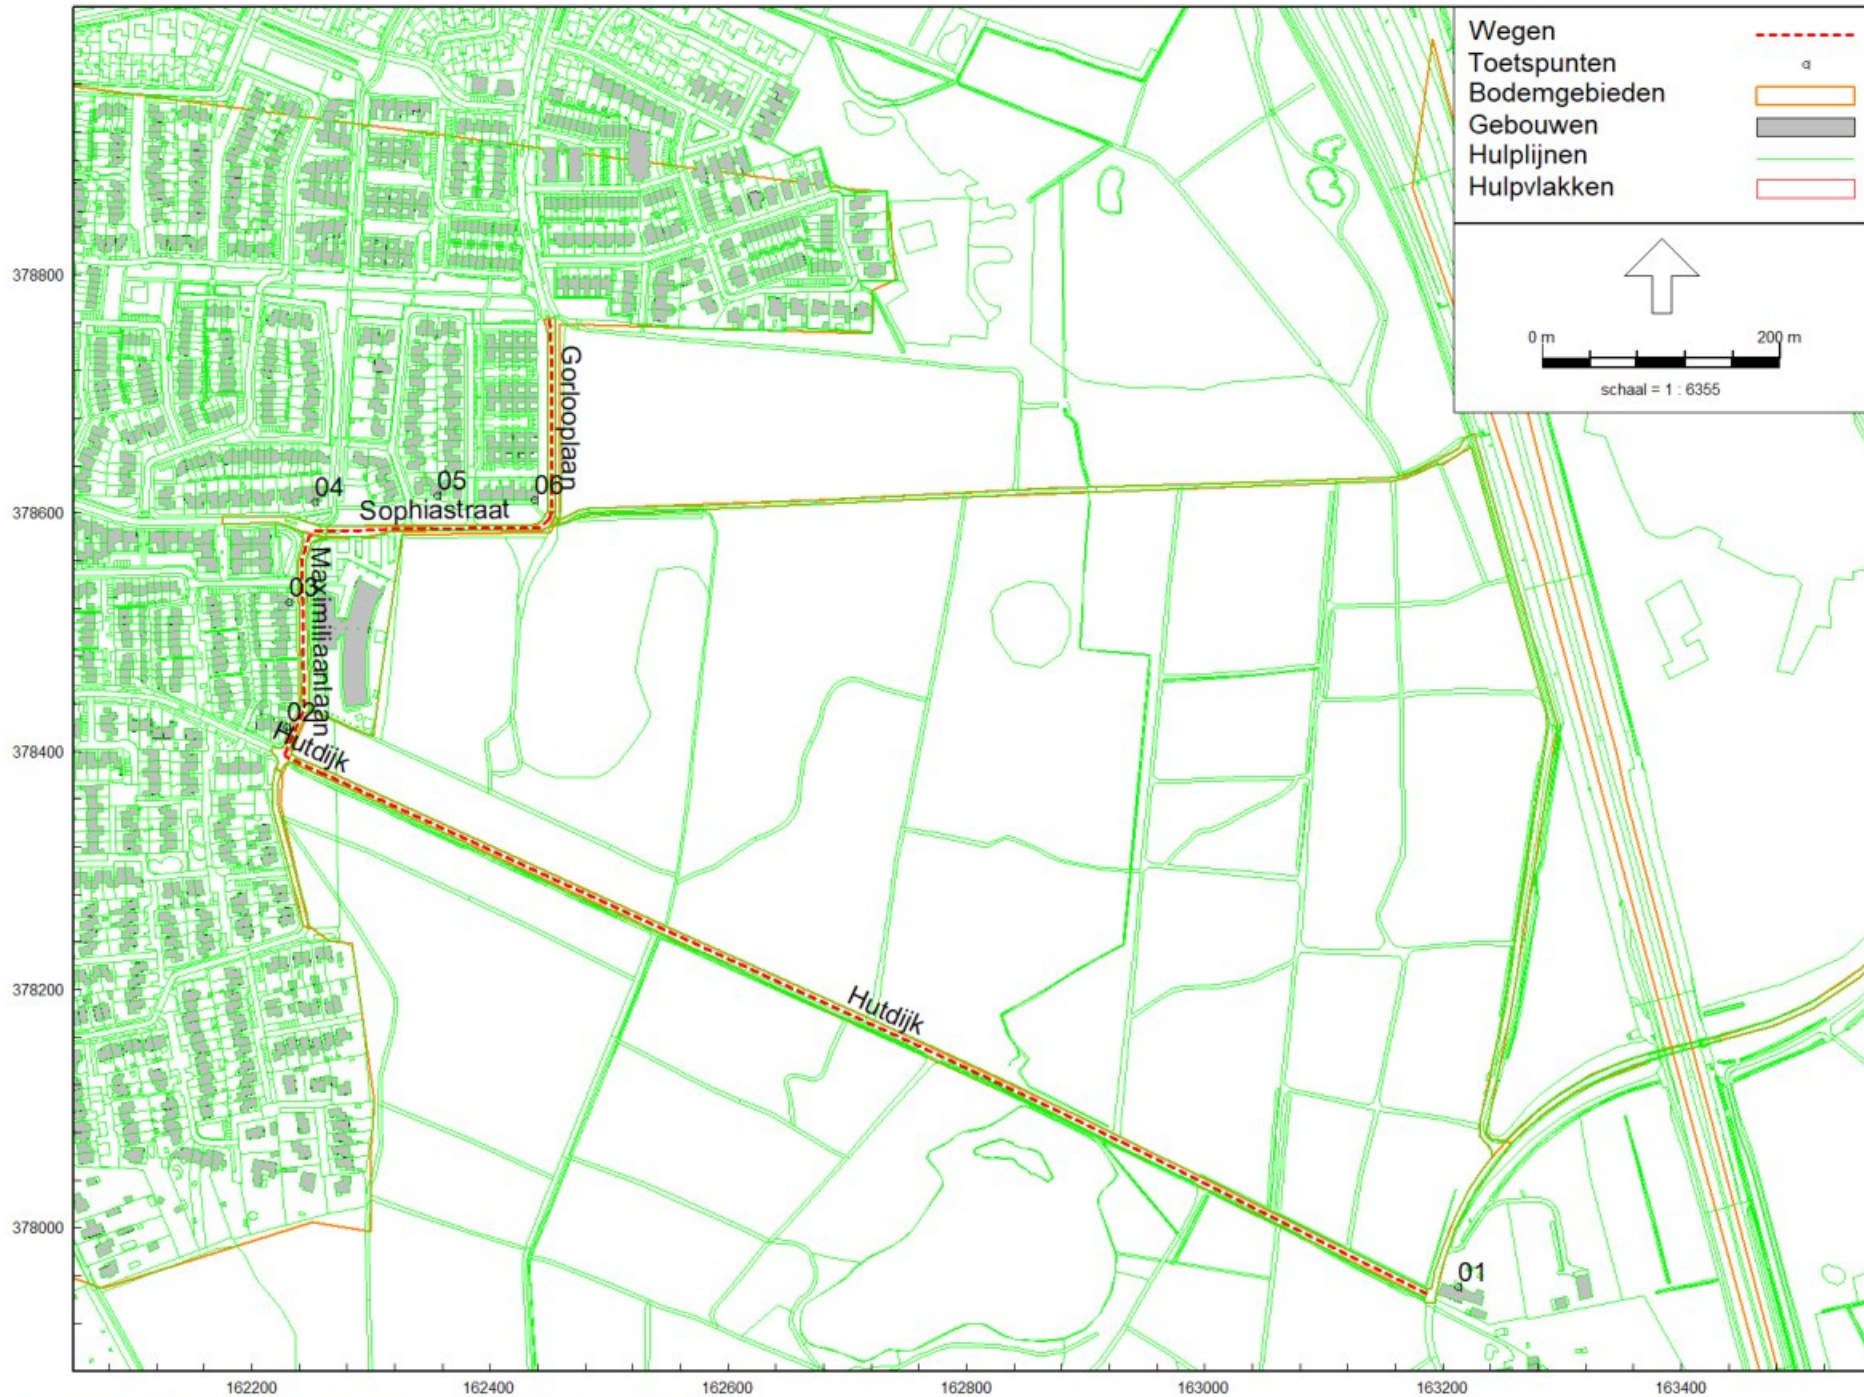 Wegen
Toetspunten
Bodemgebieden
Gebouwen
Hulplijnen
Hulpvlakken
0 m 200 m
schaal = 1 : 6355
378800
378600
378400
378200
378000
Gorlooplaan
04
05
06
Sophiastraat
Maximiliaanlaan
03
02
Hutdijk
Hutdijk
01
162200 162400 162600 162800 163000 163200 163400